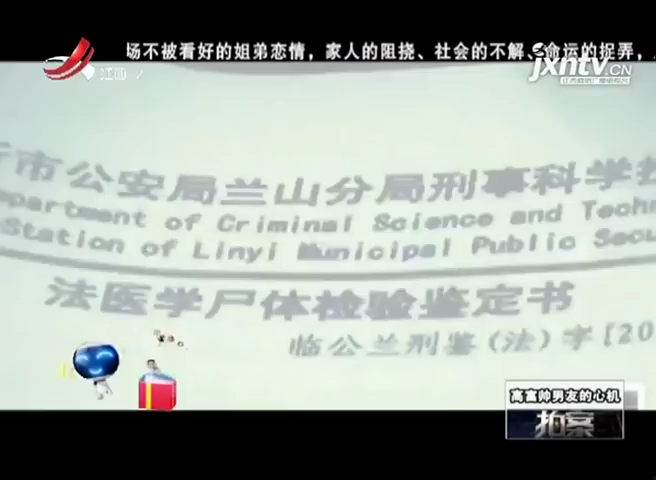 场不被看好的姐弟恋情，家人的阻挠、社会的不解、命运的捉弄，
江西 2
jxntv.CN
沂市公安局兰山分局刑事科学技
epartment of Criminal Science and Techn
Station of Linyi Municipal Public Secu
法医学尸体检验鉴定书
临公兰刑鉴(法)字[20
高富帅男友的心机
拍案